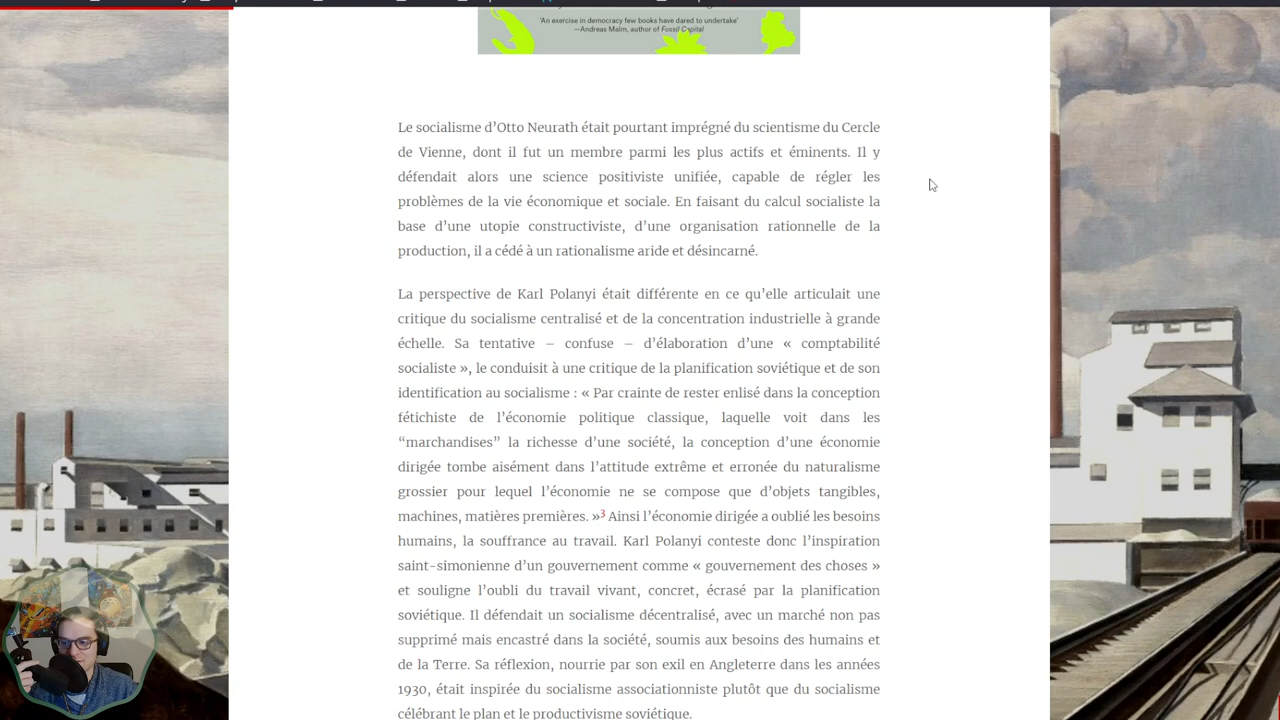 'An exercise in democracy few books have dared to undertake'
—Andreas Malm, author of Fossil Capital
Le socialisme d’Otto Neurath était pourtant imprégné du scientisme du Cercle
de Vienne, dont il fut un membre parmi les plus actifs et éminents. Il y
défendait alors une science positiviste unifiée, capable de régler les
problèmes de la vie économique et sociale. En faisant du calcul socialiste la
base d’une utopie constructiviste, d’une organisation rationnelle de la
production, il a cédé à un rationalisme aride et désincarné.
La perspective de Karl Polanyi était différente en ce qu’elle articulait une
critique du socialisme centralisé et de la concentration industrielle à grande
échelle. Sa tentative – confuse – d’élaboration d’une « comptabilité
socialiste », le conduisit à une critique de la planification soviétique et de son
identification au socialisme : « Par crainte de rester enlisé dans la conception
fétichiste de l’économie politique classique, laquelle voit dans les
“marchandises” la richesse d’une société, la conception d’une économie
dirigée tombe aisément dans l’attitude extrême et erronée du naturalisme
grossier pour lequel l’économie ne se compose que d’objets tangibles,
machines, matières premières. »3 Ainsi l’économie dirigée a oublié les besoins
humains, la souffrance au travail. Karl Polanyi conteste donc l’inspiration
saint-simonienne d’un gouvernement comme « gouvernement des choses »
et souligne l’oubli du travail vivant, concret, écrasé par la planification
soviétique. Il défendait un socialisme décentralisé, avec un marché non pas
supprimé mais encastré dans la société, soumis aux besoins des humains et
de la Terre. Sa réflexion, nourrie par son exil en Angleterre dans les années
1930, était inspirée du socialisme associationniste plutôt que du socialisme
célébrant le plan et le productivisme soviétique.